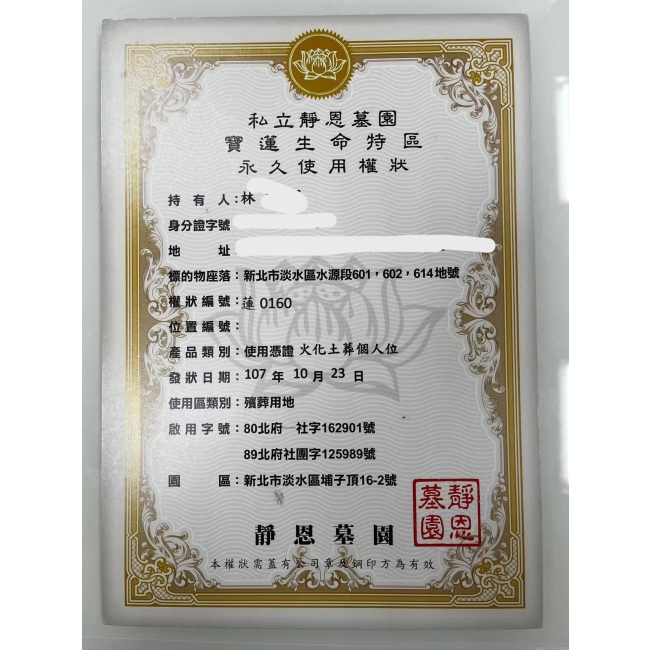 私立靜恩墓園
寶蓮生命特區
永久使用權狀
持有人：林
身分證字號
地址
標的物座落：新北市淡水區水源段601，602，614地號
權狀編號：蓮 0160
位置編號：
產品類別：使用憑證 火化土葬個人位
發狀日期：107 年 10 月 23 日
使用區類別：殯葬用地
啟用字號：80北府 社字162901號
89北府社團字125989號
園區：新北市淡水區埔子頂16-2號
靜恩墓園
靜恩墓園
本權狀需蓋有公司章及鋼印方為有效